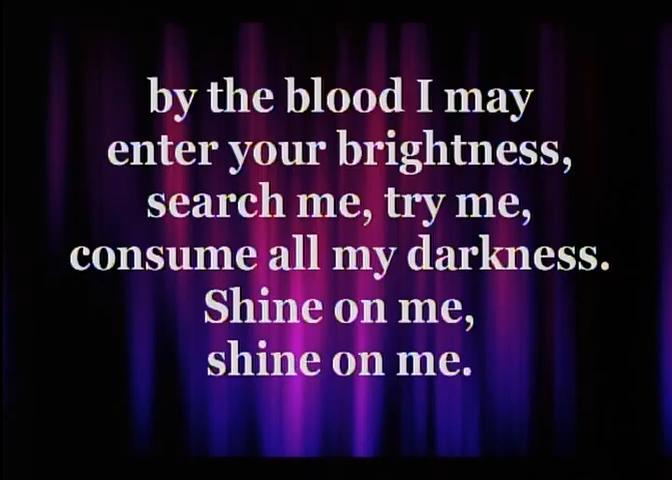 by the blood I may
enter your brightness,
search me, try me,
consume all my darkness.
Shine on me,
shine on me.